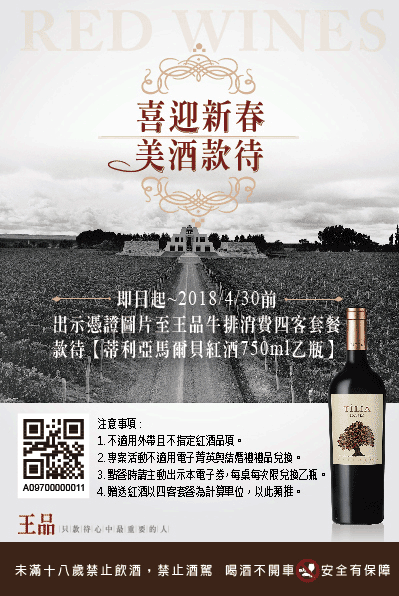 RED WINES
喜迎新春
美酒款待
即日起~2018/4/30前
出示憑證圖片至王品牛排消費四客套餐
款待【蒂利亞馬爾貝紅酒750ml乙瓶】
TILIA
A09700000011
注意事項:
1. 不適用外帶且不指定紅酒品項。
2. 專案活動不適用電子菁英與結婚禮禮品兌換。
3. 點餐時請主動出示本電子券,每桌每次限兌換乙瓶。
4. 贈送紅酒以四客套餐為計算單位,以此類推。
王品 只款待心中最重要的人
未滿十八歲禁止飲酒,禁止酒駕 喝酒不開車 安全有保障